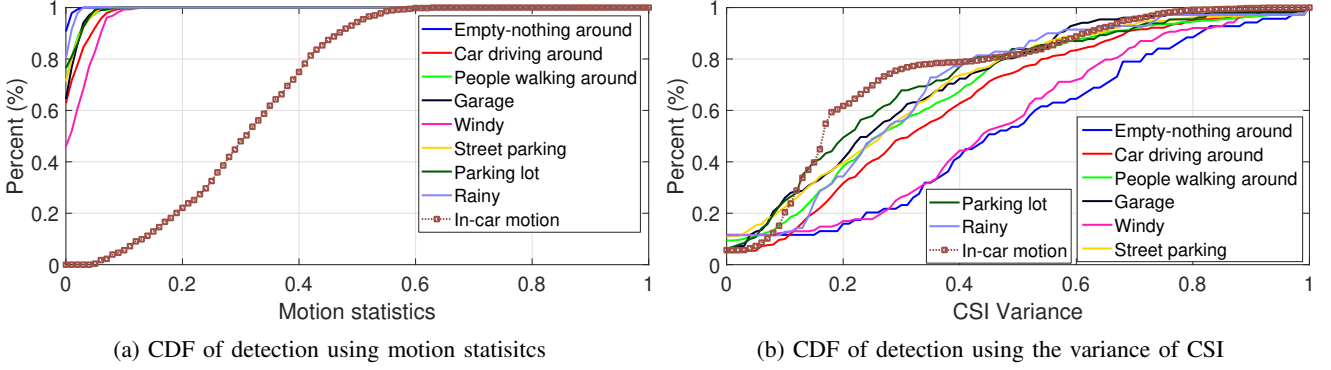 Percent (%)
1
0.8
0.6
0.4
0.2
0
0
0.2
0.4
0.6
0.8
1
Motion statistics
Empty-nothing around
Car driving around
People walking around
Garage
Windy
Street parking
Parking lot
Rainy
In-car motion
(a) CDF of detection using motion statisitcs
Percent (%)
1
0.8
0.6
0.4
0.2
0
0
0.2
0.4
0.6
0.8
1
CSI Variance
Parking lot
Rainy
In-car motion
Empty-nothing around
Car driving around
People walking around
Garage
Windy
Street parking
(b) CDF of detection using the variance of CSI